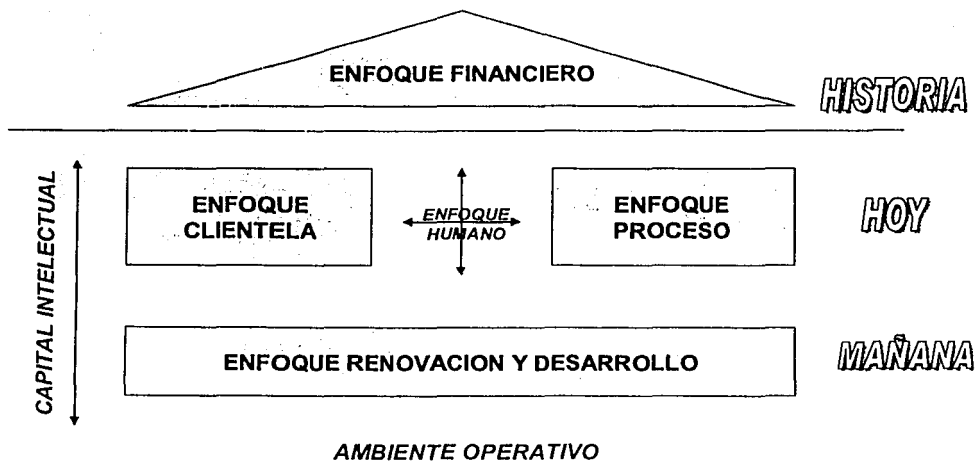 ENFOQUE FINANCIERO
HISTORIA
CAPITAL INTELECTUAL
ENFOQUE
CLIENTELA
ENFOQUE
HUMANO
ENFOQUE
PROCESO
HOY
ENFOQUE RENOVACION Y DESARROLLO
MAÑANA
AMBIENTE OPERATIVO